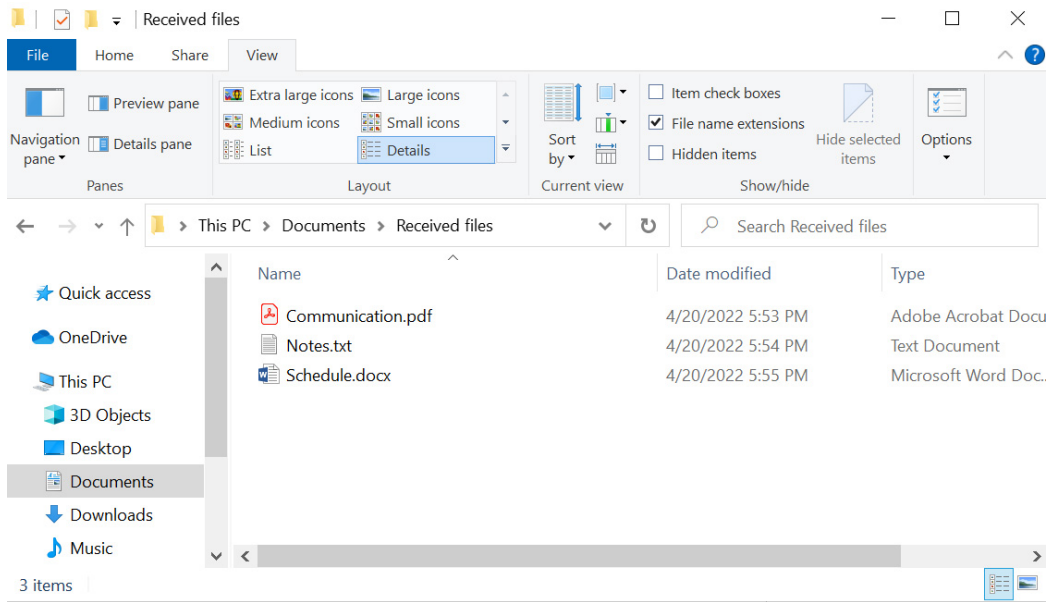 Received files
File Home Share View
Navigation pane
Preview pane
Details pane
Panes
Extra large icons Large icons
Medium icons Small icons
List Details
Layout
Sort by
Current view
Item check boxes
File name extensions
Hidden items
Hide selected items
Show/hide
Options
This PC > Documents > Received files
Search Received files
Quick access
OneDrive
This PC
3D Objects
Desktop
Documents
Downloads
Music
Name Date modified Type
Communication.pdf 4/20/2022 5:53 PM Adobe Acrobat Docu
Notes.txt 4/20/2022 5:54 PM Text Document
Schedule.docx 4/20/2022 5:55 PM Microsoft Word Doc...
3 items